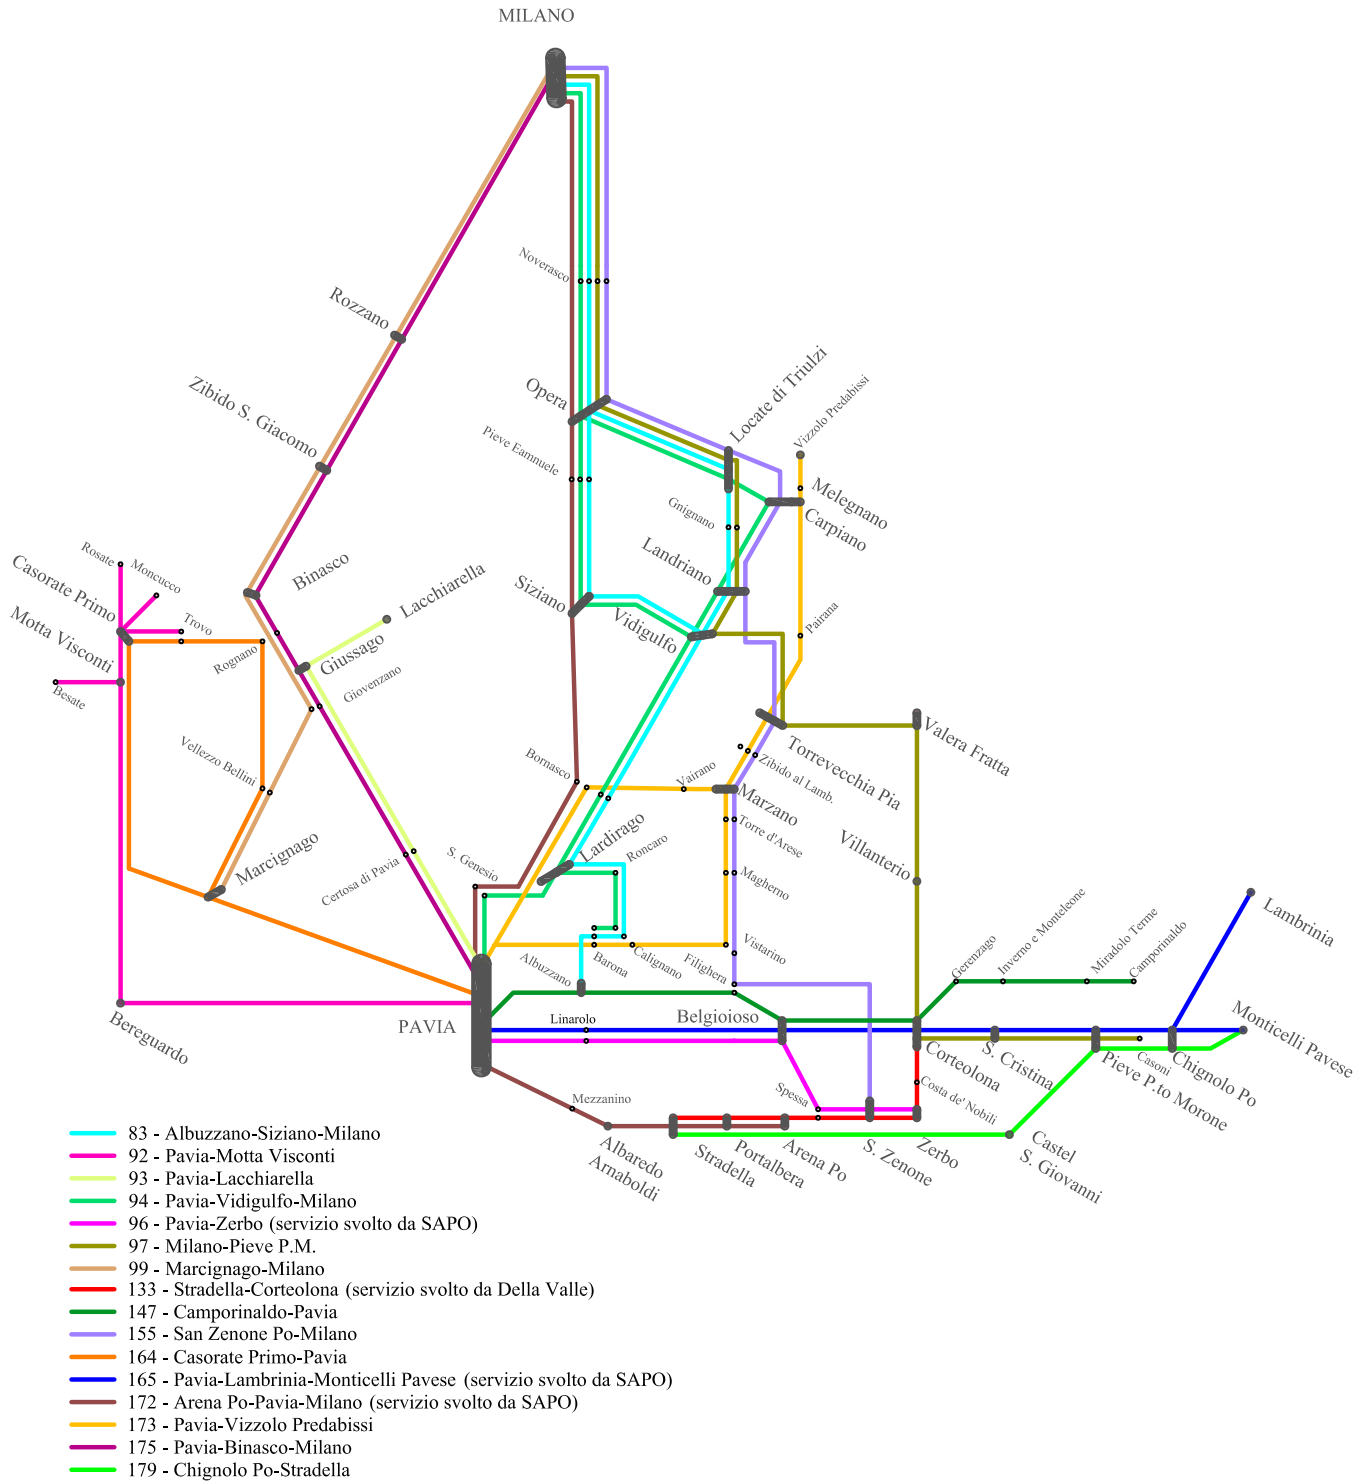 MILANO
Noverasco
Rozzano
Opera
Locate di Triulzi
Vizzolo Predabissi
Zibido S. Giacomo
Pieve Eamnuele
Melegnano
Carpiano
Gnignano
Rosate
Moncucco
Casorate Primo
Binasco
Lacchiarella
Siziano
Landriano
Motta Visconti
Trovo
Rognano
Giussago
Vidigulfo
Pairana
Besate
Giovenzano
Vellezzo Bellini
Bornasco
Vairano
Zibido al Lamb.
Torrevecchia Pia
Valera Fratta
Marzano
Marcignago
Certosa di Pavia
S. Genesio
Lardirago
Roncaro
Torre d'Arese
Magherno
Villanterio
Lambrinia
Albuzzano
Barona
Calignano
Filighera
Vistarino
Gerenzago
Inverno e Monteleone
Miradolo Terme
Camporinaldo
Bereguardo
PAVIA
Linarolo
Belgioioso
Corteolona
S. Cristina
Pieve P.to Morone
Casoni
Chignolo Po
Monticelli Pavese
Mezzanino
Spessa
Costa de' Nobili
Albaredo
Arnaboldi
Stradella
Portalbera
Arena Po
S. Zenone
Zerbo
Castel
S. Giovanni
83 - Albuzzano-Siziano-Milano
92 - Pavia-Motta Visconti
93 - Pavia-Lacchiarella
94 - Pavia-Vidigulfo-Milano
96 - Pavia-Zerbo (servizio svolto da SAPO)
97 - Milano-Pieve P.M.
99 - Marcignago-Milano
133 - Stradella-Corteolona (servizio svolto da Della Valle)
147 - Camporinaldo-Pavia
155 - San Zenone Po-Milano
164 - Casorate Primo-Pavia
165 - Pavia-Lambrinia-Monticelli Pavese (servizio svolto da SAPO)
172 - Arena Po-Pavia-Milano (servizio svolto da SAPO)
173 - Pavia-Vizzolo Predabissi
175 - Pavia-Binasco-Milano
179 - Chignolo Po-Stradella